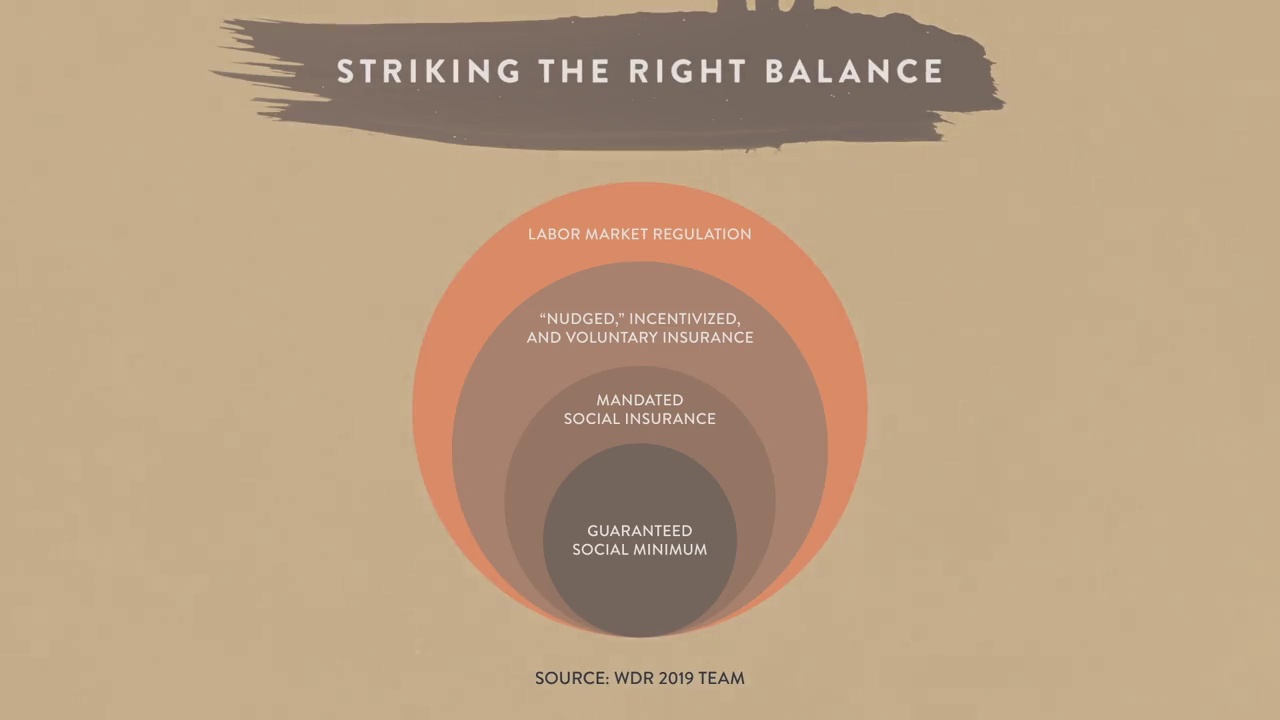 STRIKING THE RIGHT BALANCE
LABOR MARKET REGULATION
“NUDGED,” INCENTIVIZED,
AND VOLUNTARY INSURANCE
MANDATED
SOCIAL INSURANCE
GUARANTEED
SOCIAL MINIMUM
SOURCE: WDR 2019 TEAM